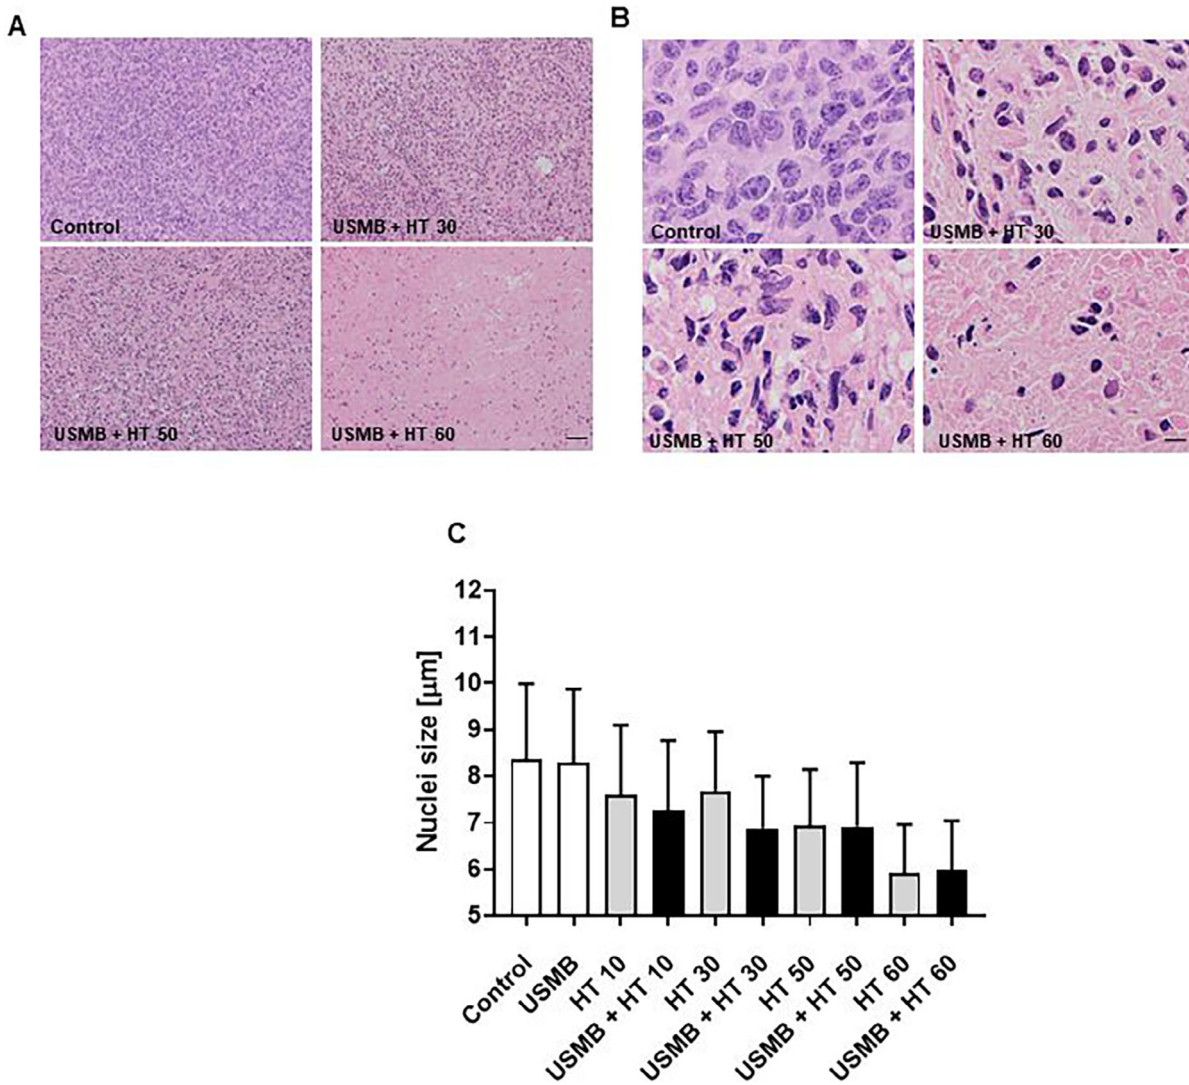 A
B
Control
USMB + HT 30
USMB + HT 50
USMB + HT 60
Control
USMB + HT 30
USMB + HT 50
USMB + HT 60
C
Nuclei size [μm]
12
11
10
9
8
7
6
5
Control
USMB
HT 10
USMB + HT 10
HT 30
USMB + HT 30
HT 50
USMB + HT 50
HT 60
USMB + HT 60